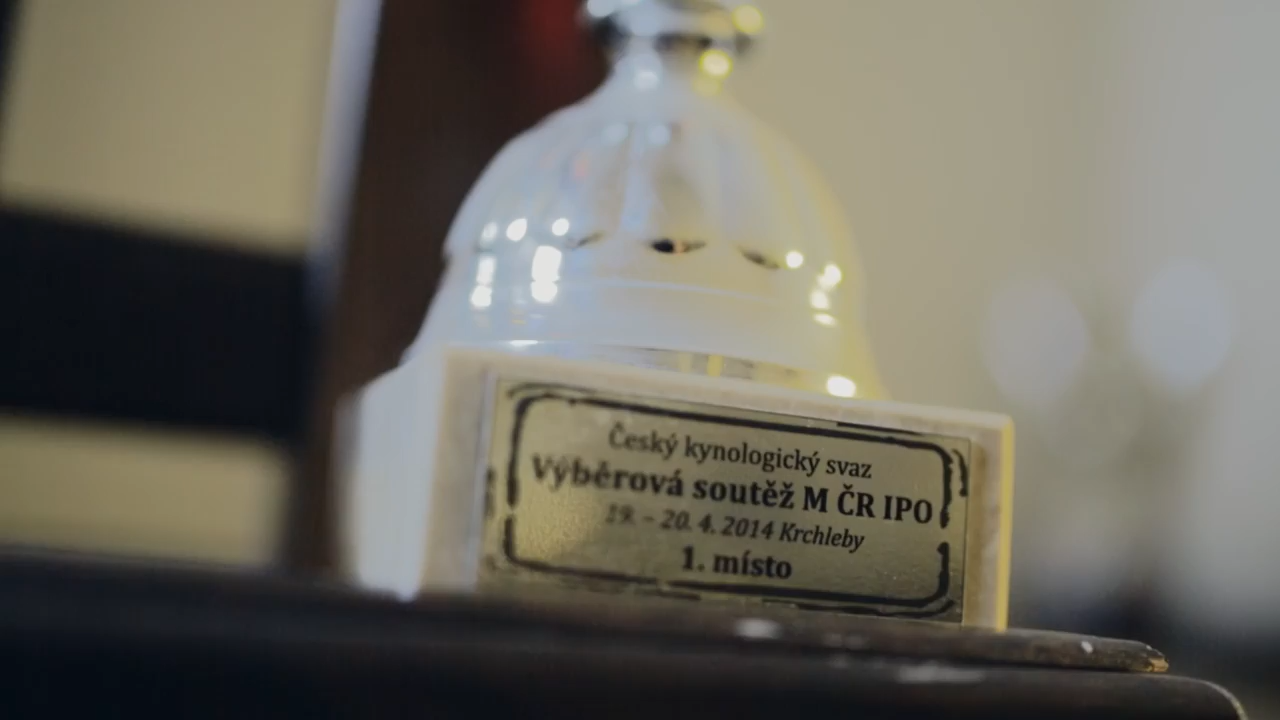 Český kynologický svaz
Výběrová soutěž M ČR IPO
19. - 20. 4. 2014 Krchleby
1. místo